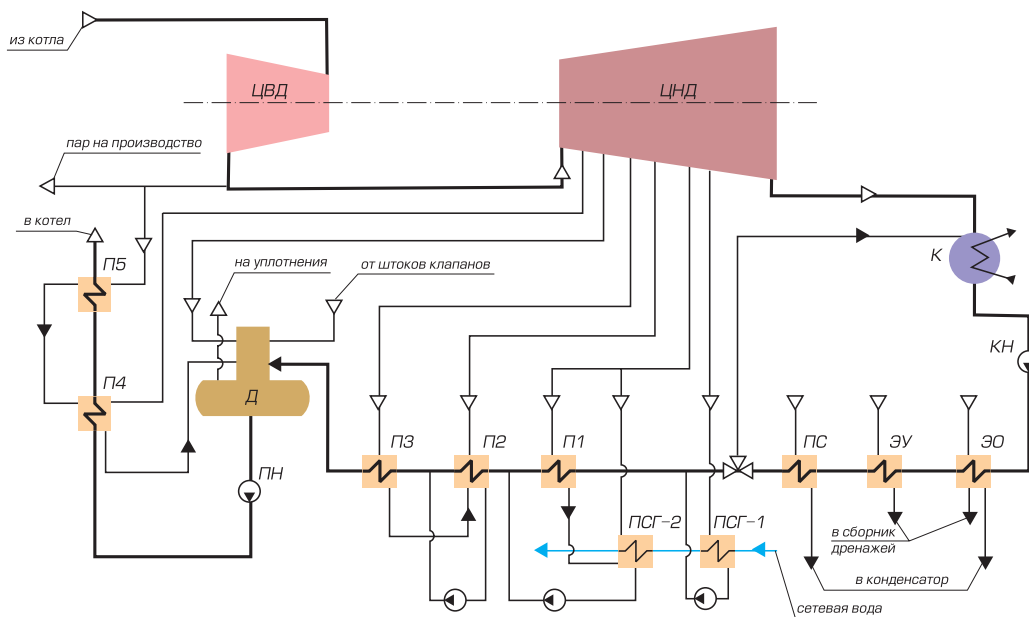 из котла
ЦВД
ЦНД
пар на производство
в котел
на уплотнения
от штоков клапанов
К
П5
КН
П4
Д
П3
П2
П1
ПС
ЭУ
ЭО
ПН
ПСГ-2
ПСГ-1
в сборник
дренажей
в конденсатор
сетевая вода